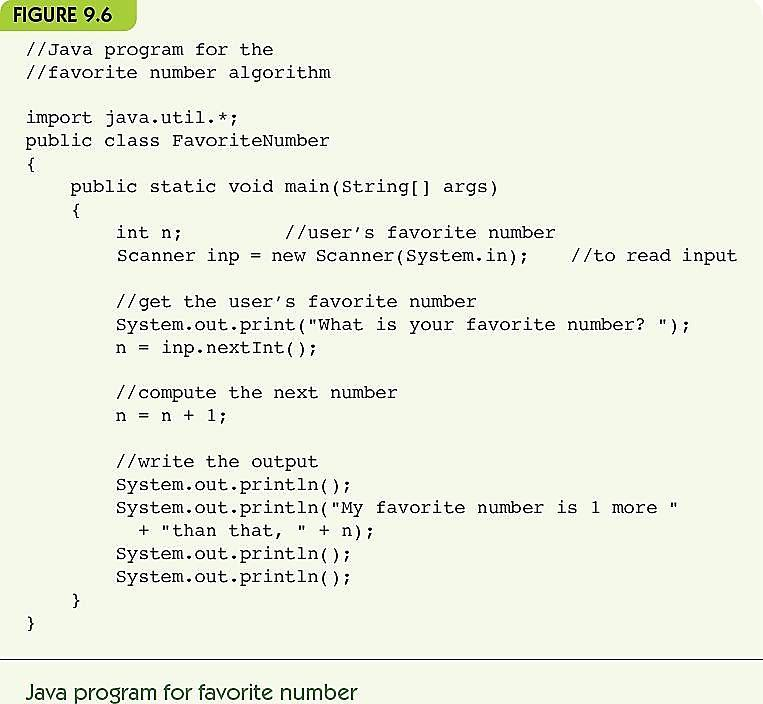 FIGURE 9.6
//Java program for the
//favorite number algorithm
import java.util.*;
public class FavoriteNumber
{
    public static void main(String[] args)
    {
        int n;         //user's favorite number
        Scanner inp = new Scanner(System.in);    //to read input
        //get the user's favorite number
        System.out.print("What is your favorite number? ");
        n = inp.nextInt();
        //compute the next number
        n = n + 1;
        //write the output
        System.out.println();
        System.out.println("My favorite number is 1 more "
          + "than that, " + n);
        System.out.println();
        System.out.println();
    }
}
Java program for favorite number